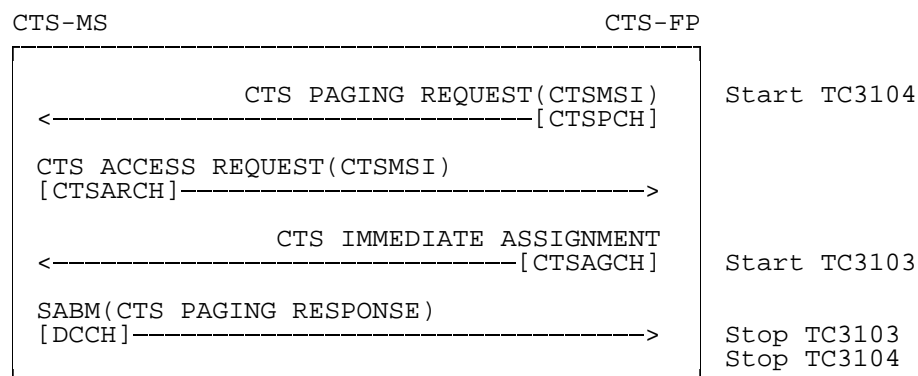 CTS-MS CTS-FP
CTS PAGING REQUEST(CTSMSI) Start TC3104
<[CTSPCH]
CTS ACCESS REQUEST(CTSMSI)
[CTSARCH]>
CTS IMMEDIATE ASSIGNMENT
<[CTSAGCH] Start TC3103
SABM(CTS PAGING RESPONSE)
[DCCH]> Stop TC3103
Stop TC3104